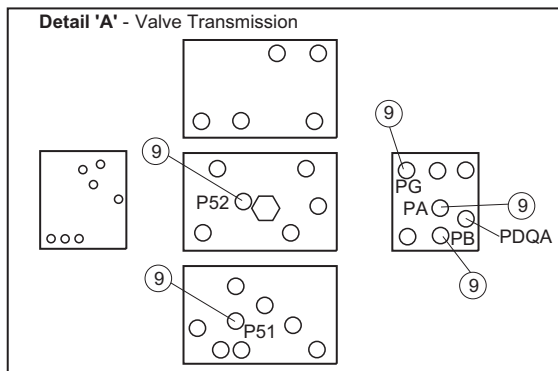 Detail 'A' - Valve Transmission
9
9
PG
P52
PA
9
PB
PDQA
9
9
P51